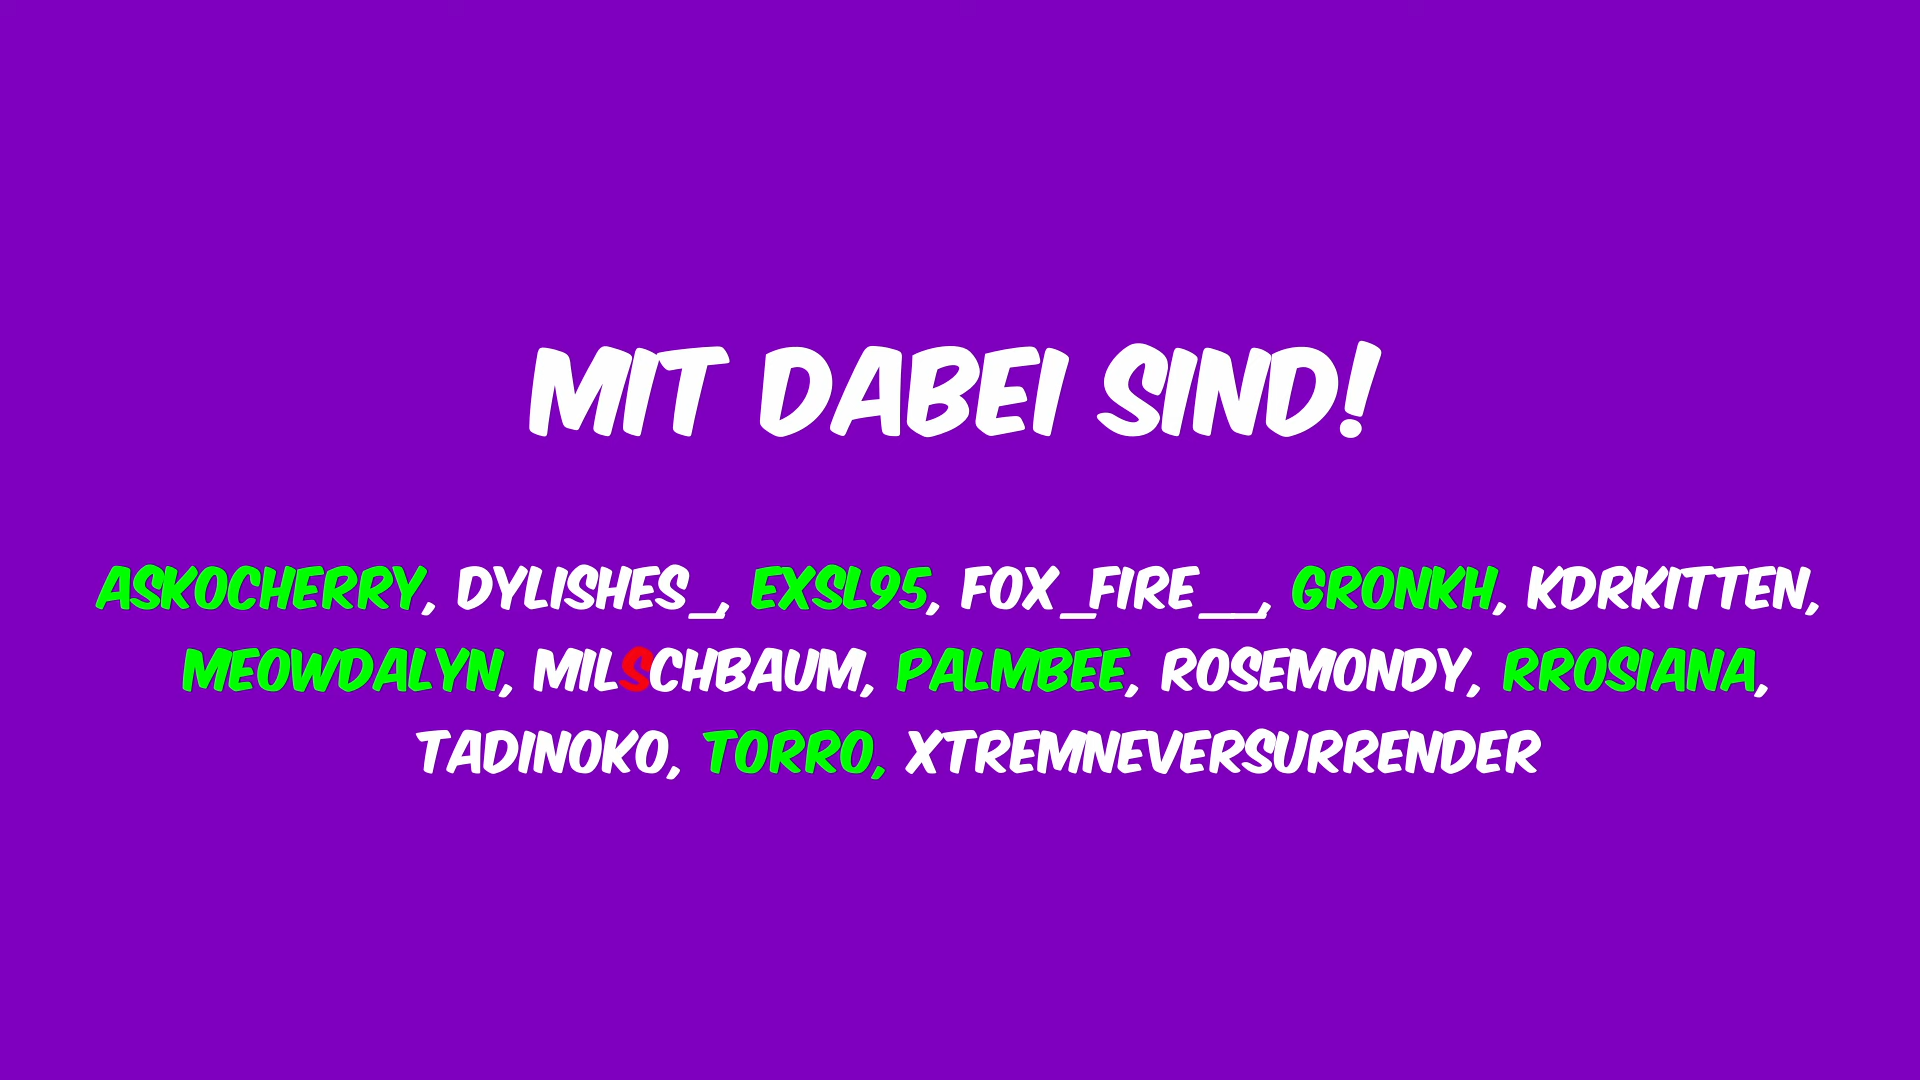 MIT DABEI SIND!
ASKOCHERRY, DYLISHES_, EXSL95, FOX_FIRE__, GRONKH, KDRKITTEN,
MEOWDALYN, MILSCHBAUM, PALMBEE, ROSEMONDY, RROSIANA,
TADINOKO, TORRO, XTREMNEVERSURRENDER